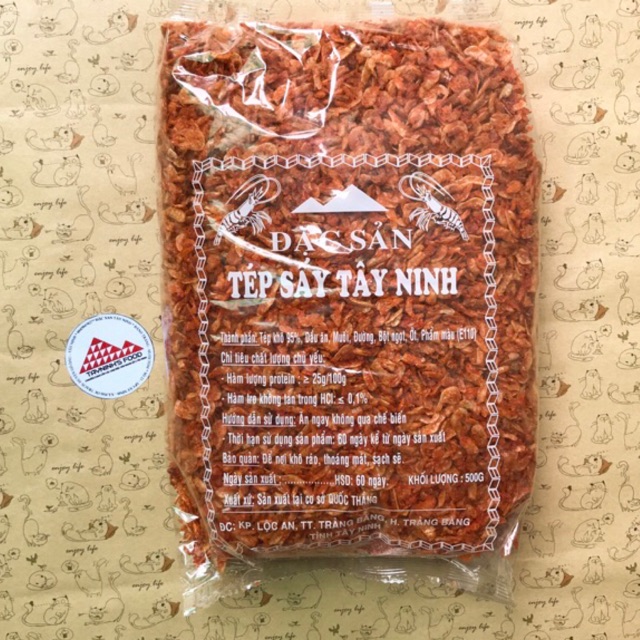 ĐẶC SẢN
TÉP SẤY TÂY NINH
Thành phần: Tép khô 95%, Dầu ăn, Muối, Đường, Bột ngọt, Ớt, Phẩm màu (E110)
Chỉ tiêu chất lượng chủ yếu
- Hàm lượng protein : ≥ 25g/100g
- Hàm tro không tan trong HCl: ≤ 0,1%
Hướng dẫn sử dụng: Ăn ngay không qua chế biến
- Thời hạn sử dụng sản phẩm: 60 ngày kể từ ngày sản xuất
Bảo quản: Để nơi khô ráo, thoáng mát, sạch sẽ.
Ngày sản xuất : .................HSD: 60 ngày. KHỐI LƯỢNG : 500G
Xuất xứ: Sản xuất tại cơ sở QUỐC THẮNG
ĐC: KP, LỘC AN, TT. TRẢNG BÀNG, H. TRẢNG BÀNG
TỈNH TÂY NINH
TAYNINH'S FOOD
enjoy life